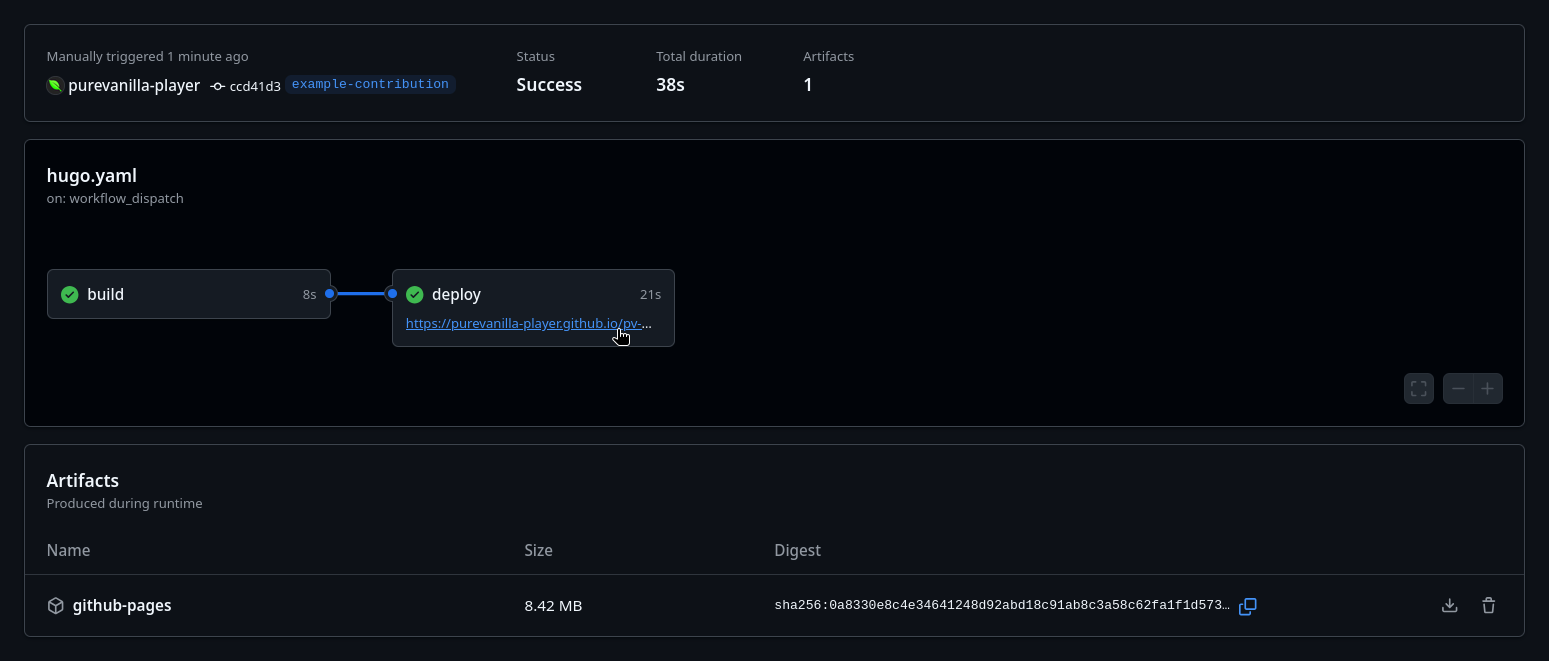 Manually triggered 1 minute ago
Status
Total duration
Artifacts
purevanilla-player ccd41d3 example-contribution
Success
38s
1
hugo.yaml
on: workflow_dispatch
build 8s
deploy 21s
https://purevanilla-player.github.io/pv-...
Artifacts
Produced during runtime
Name Size Digest
github-pages 8.42 MB sha256:0a8330e8c4e34641248d92abd18c91ab8c3a58c62fa1f1d573…